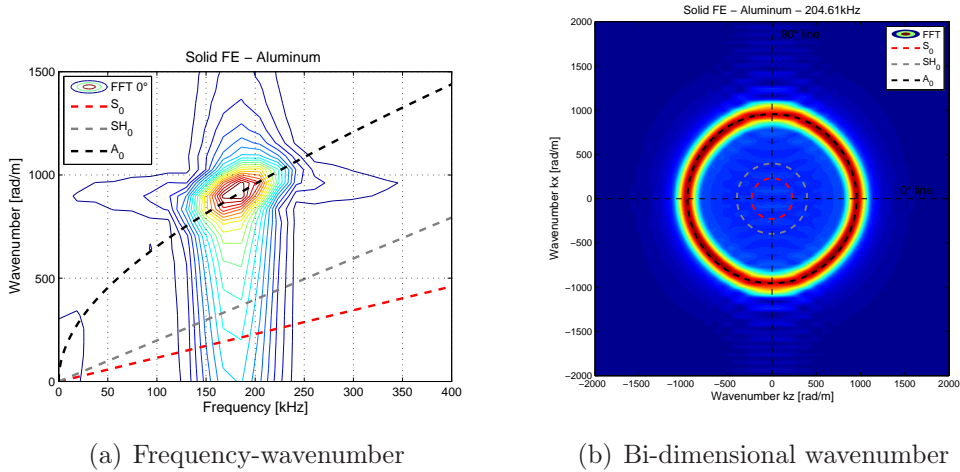 Solid FE − Aluminum
1500
1000
500
0
Wavenumber [rad/m]
FFT 0°
S0
SH0
A0
0 50 100 150 200 250 300 350 400
Frequency [kHz]
(a) Frequency-wavenumber
Solid FE − Aluminum − 204.61kHz
2000
1500
1000
500
0
−500
−1000
−1500
−2000
Wavenumber kx [rad/m]
90° line
0° line
FFT
S0
SH0
A0
−2000 −1500 −1000 −500 0 500 1000 1500 2000
Wavenumber kz [rad/m]
(b) Bi-dimensional wavenumber